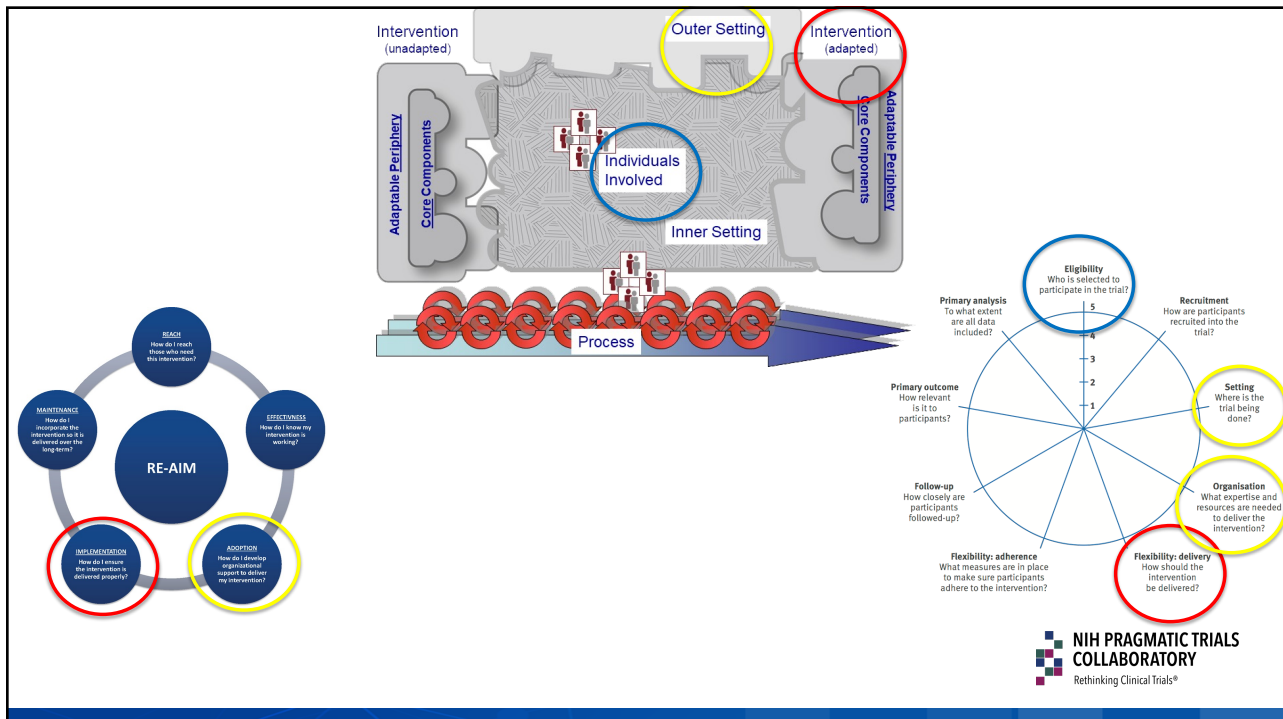 Intervention
(unadapted)
Outer Setting
Intervention
(adapted)
Adaptable Periphery
Core Components
Individuals
Involved
Inner Setting
Core Components
Adaptable Periphery
Process
REACH
How do I reach
those who need
this intervention?
EFFECTIVNESS
How do I know my
intervention is
working?
ADOPTION
How do I develop
organizational
support to deliver
my intervention?
IMPLEMENTATION
How do I ensure
the intervention is
delivered properly?
MAINTENANCE
How do I
incorporate the
intervention so it is
delivered over the
long-term?
RE-AIM
Eligibility
Who is selected to
participate in the trial?
5
4
3
2
1
Recruitment
How are participants
recruited into the
trial?
Setting
Where is the
trial being
done?
Organisation
What expertise and
resources are needed
to deliver the
intervention?
Flexibility: delivery
How should the
intervention
be delivered?
Flexibility: adherence
What measures are in place
to make sure participants
adhere to the intervention?
Follow-up
How closely are
participants
followed-up?
Primary outcome
How relevant
is it to
participants?
Primary analysis
To what extent
are all data
included?
NIH PRAGMATIC TRIALS
COLLABORATORY
Rethinking Clinical Trials®